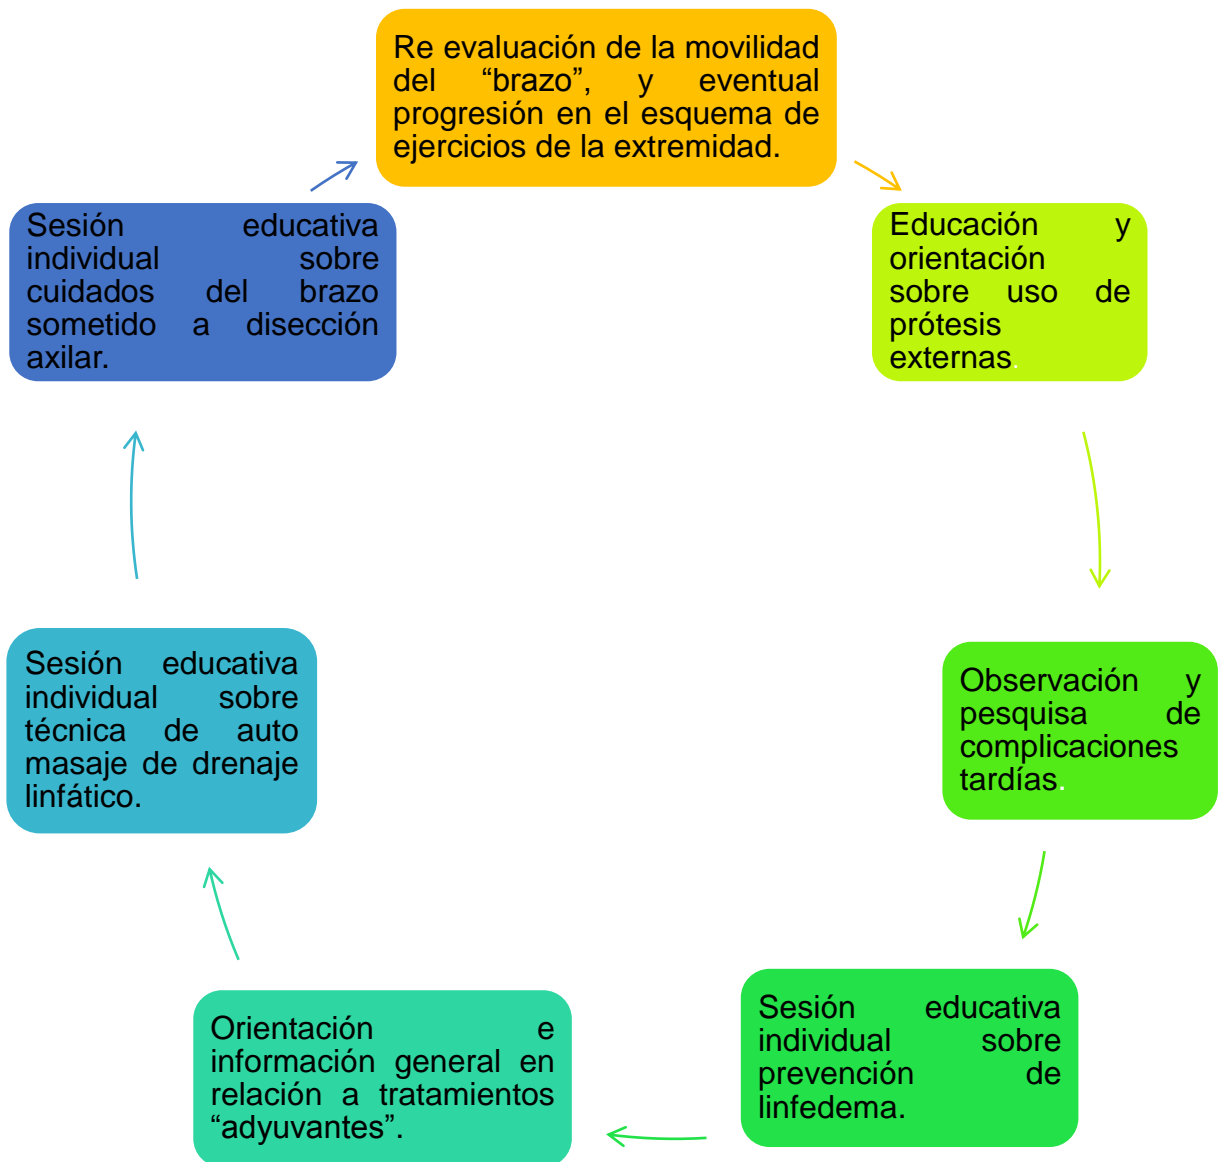 Re evaluación de la movilidad
del “brazo”, y eventual
progresión en el esquema de
ejercicios de la extremidad.
Educación y
orientación
sobre uso de
prótesis
externas.
Observación y
pesquisa de
complicaciones
tardías.
Sesión educativa
individual sobre
prevención de
linfedema.
Orientación e
información general en
relación a tratamientos
“adyuvantes”.
Sesión educativa
individual sobre
técnica de auto
masaje de drenaje
linfático.
Sesión educativa
individual sobre
cuidados del brazo
sometido a disección
axilar.